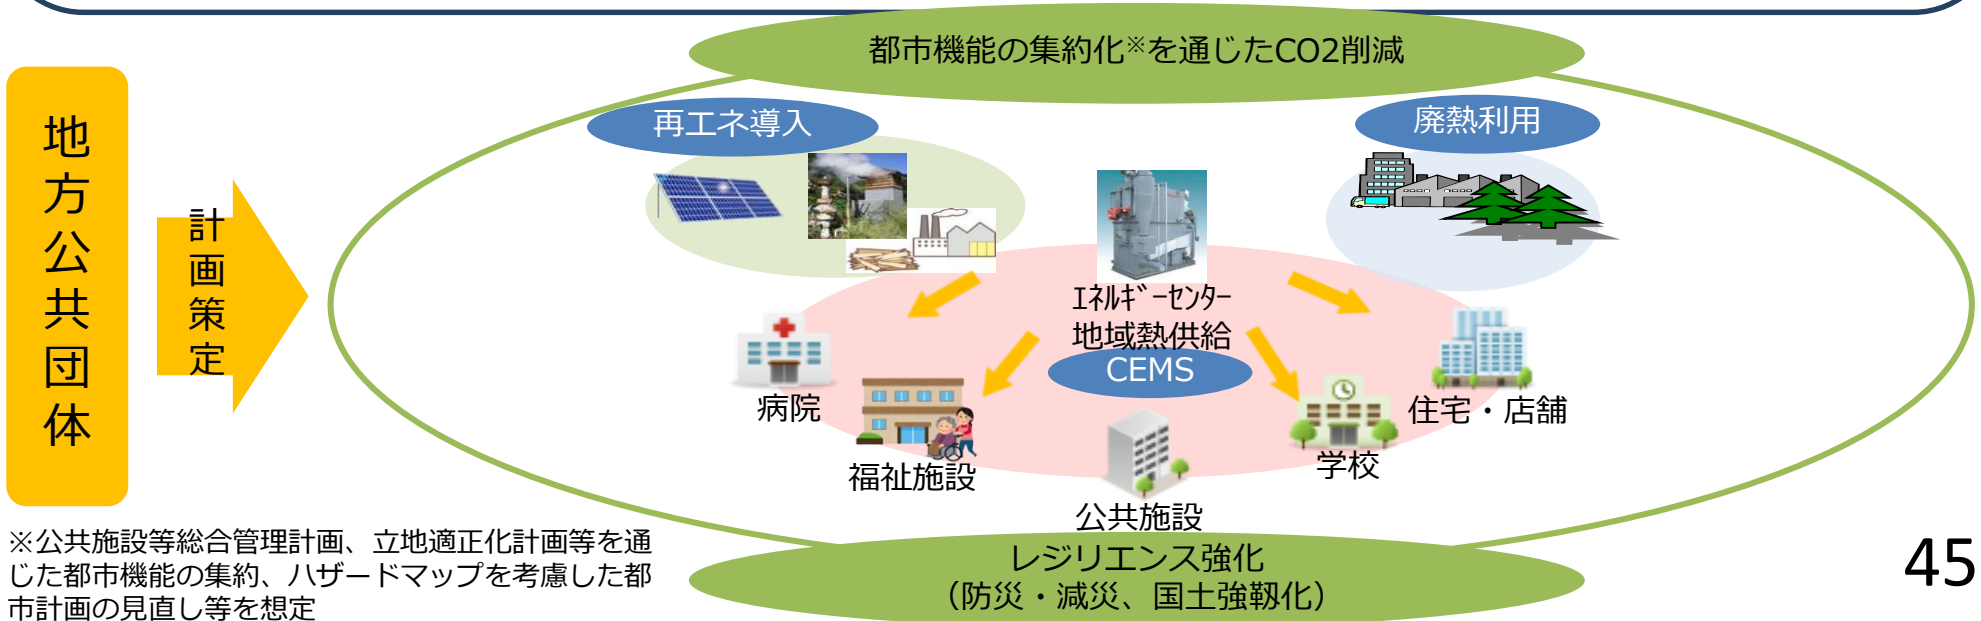 都市機能の集約化※を通じたCO2削減
地方公共団体
計画策定
再エネ導入
廃熱利用
ｴﾈﾙｷﾞｰｾﾝﾀｰ
地域熱供給
CEMS
病院
福祉施設
公共施設
学校
住宅・店舗
レジリエンス強化
（防災・減災、国土強靱化）
※公共施設等総合管理計画、立地適正化計画等を通
じた都市機能の集約、ハザードマップを考慮した都
市計画の見直し等を想定
45